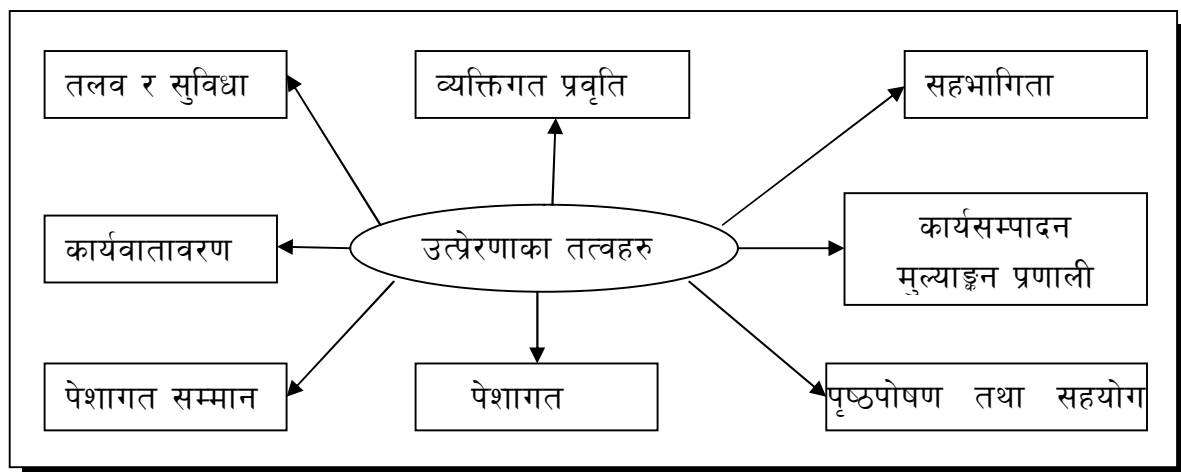 तलव र सुविधा
व्यक्तिगत प्रवृति
सहभागिता
कार्यवातावरण
उत्प्रेरणाका तत्वहरु
कार्यसम्पादन
मुल्याङ्कन प्रणाली
पेशागत सम्मान
पेशागत
पृष्ठपोषण तथा सहयोग